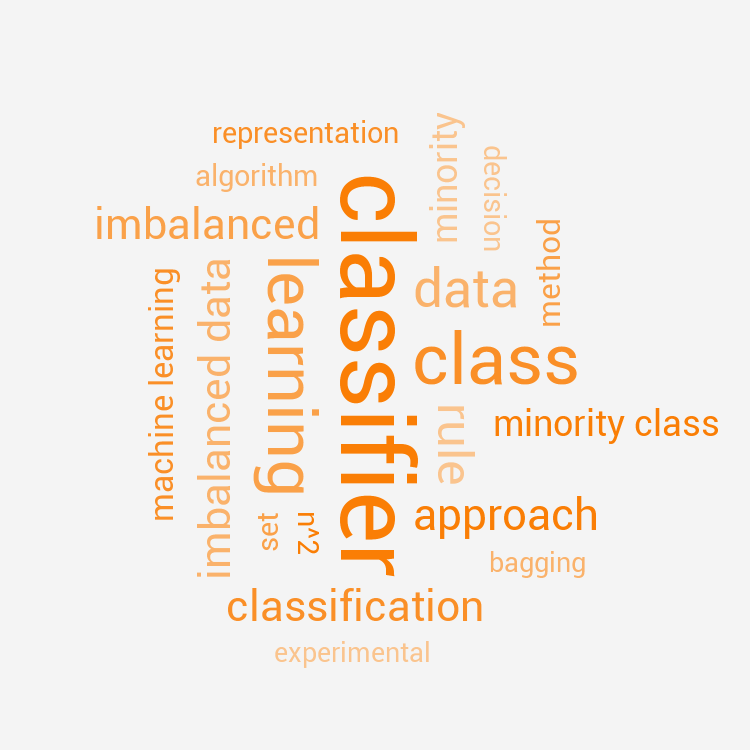 representation
minority
decision
algorithm
classifier
imbalanced
method
learning
data
imbalanced data
machine learning
class
rule
minority class
approach
set
n^2
bagging
classification
experimental